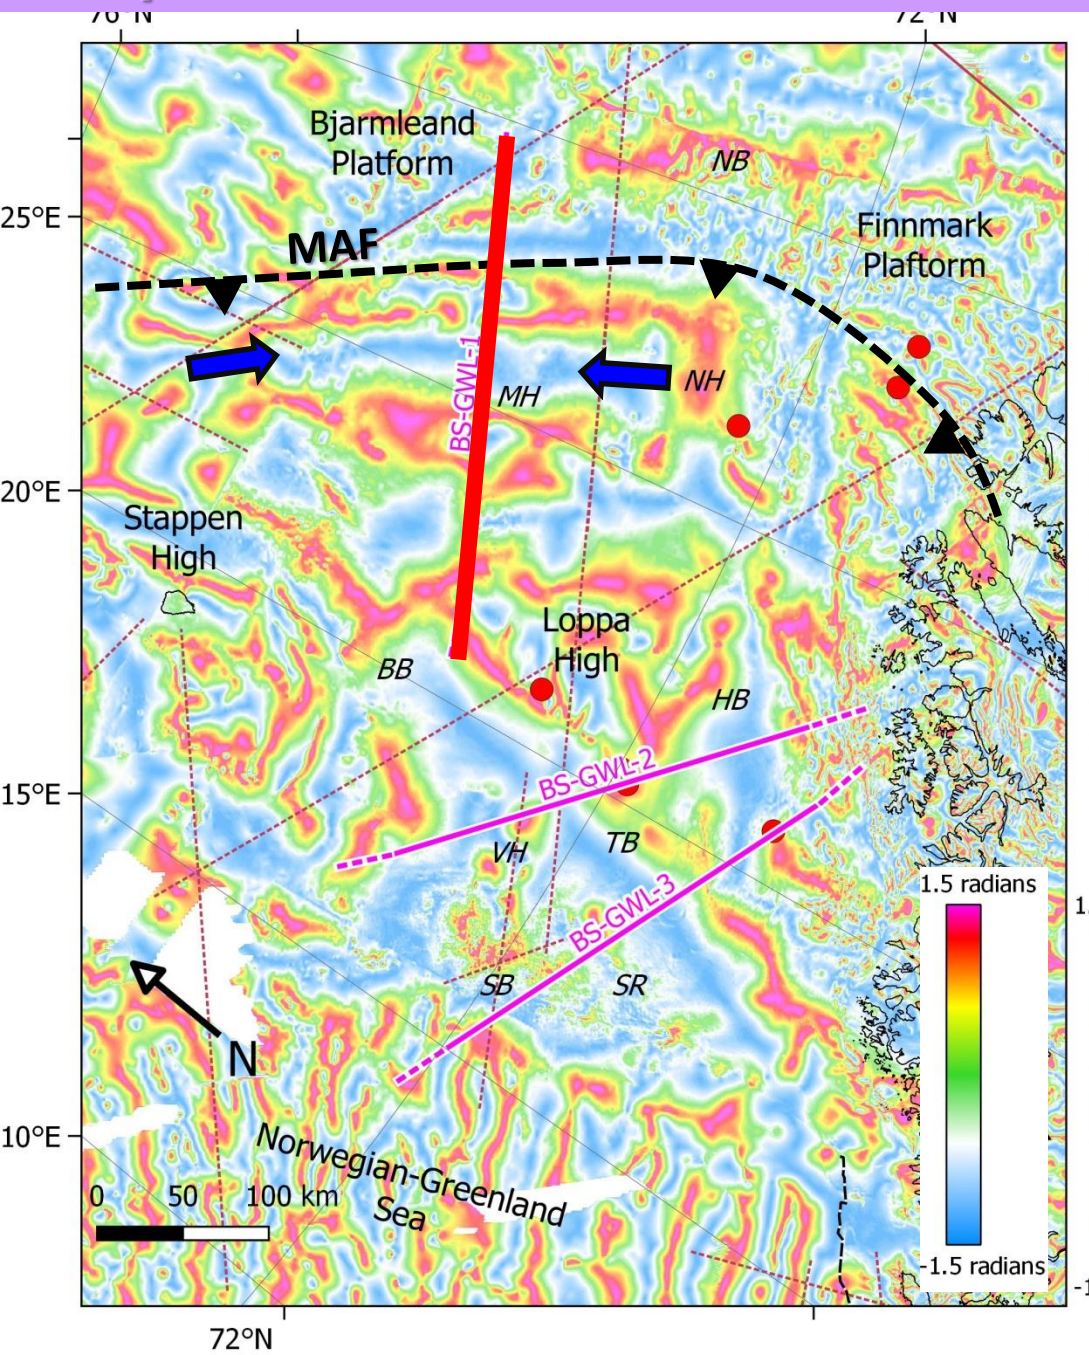 76°N
72°N
Bjarmleand
Platform
NB
25°E
Finnmark
Plaftorm
MAF
BS-GWL-1
MH
NH
20°E
Stappen
High
Loppa
High
BB
HB
BS-GWL-2
15°E
VH
TB
1.5 radians
BS-GWL-3
SB
SR
N
10°E
Norwegian-Greenland
Sea
0 50 100 km
-1.5 radians
72°N